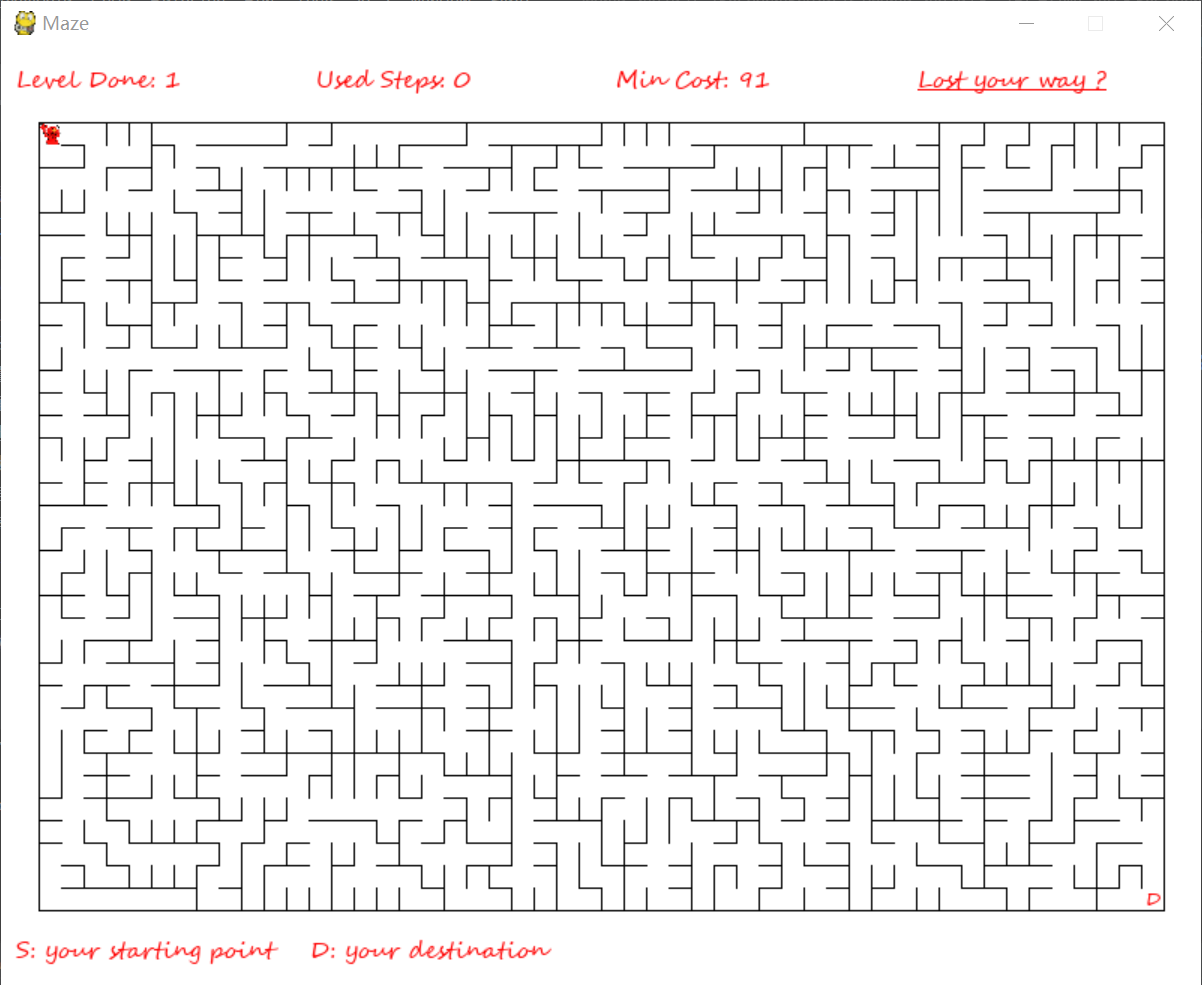 Maze
Level Done: 1 Used Steps: 0 Min Cost: 91 Lost your way ?
D
S: your starting point D: your destination